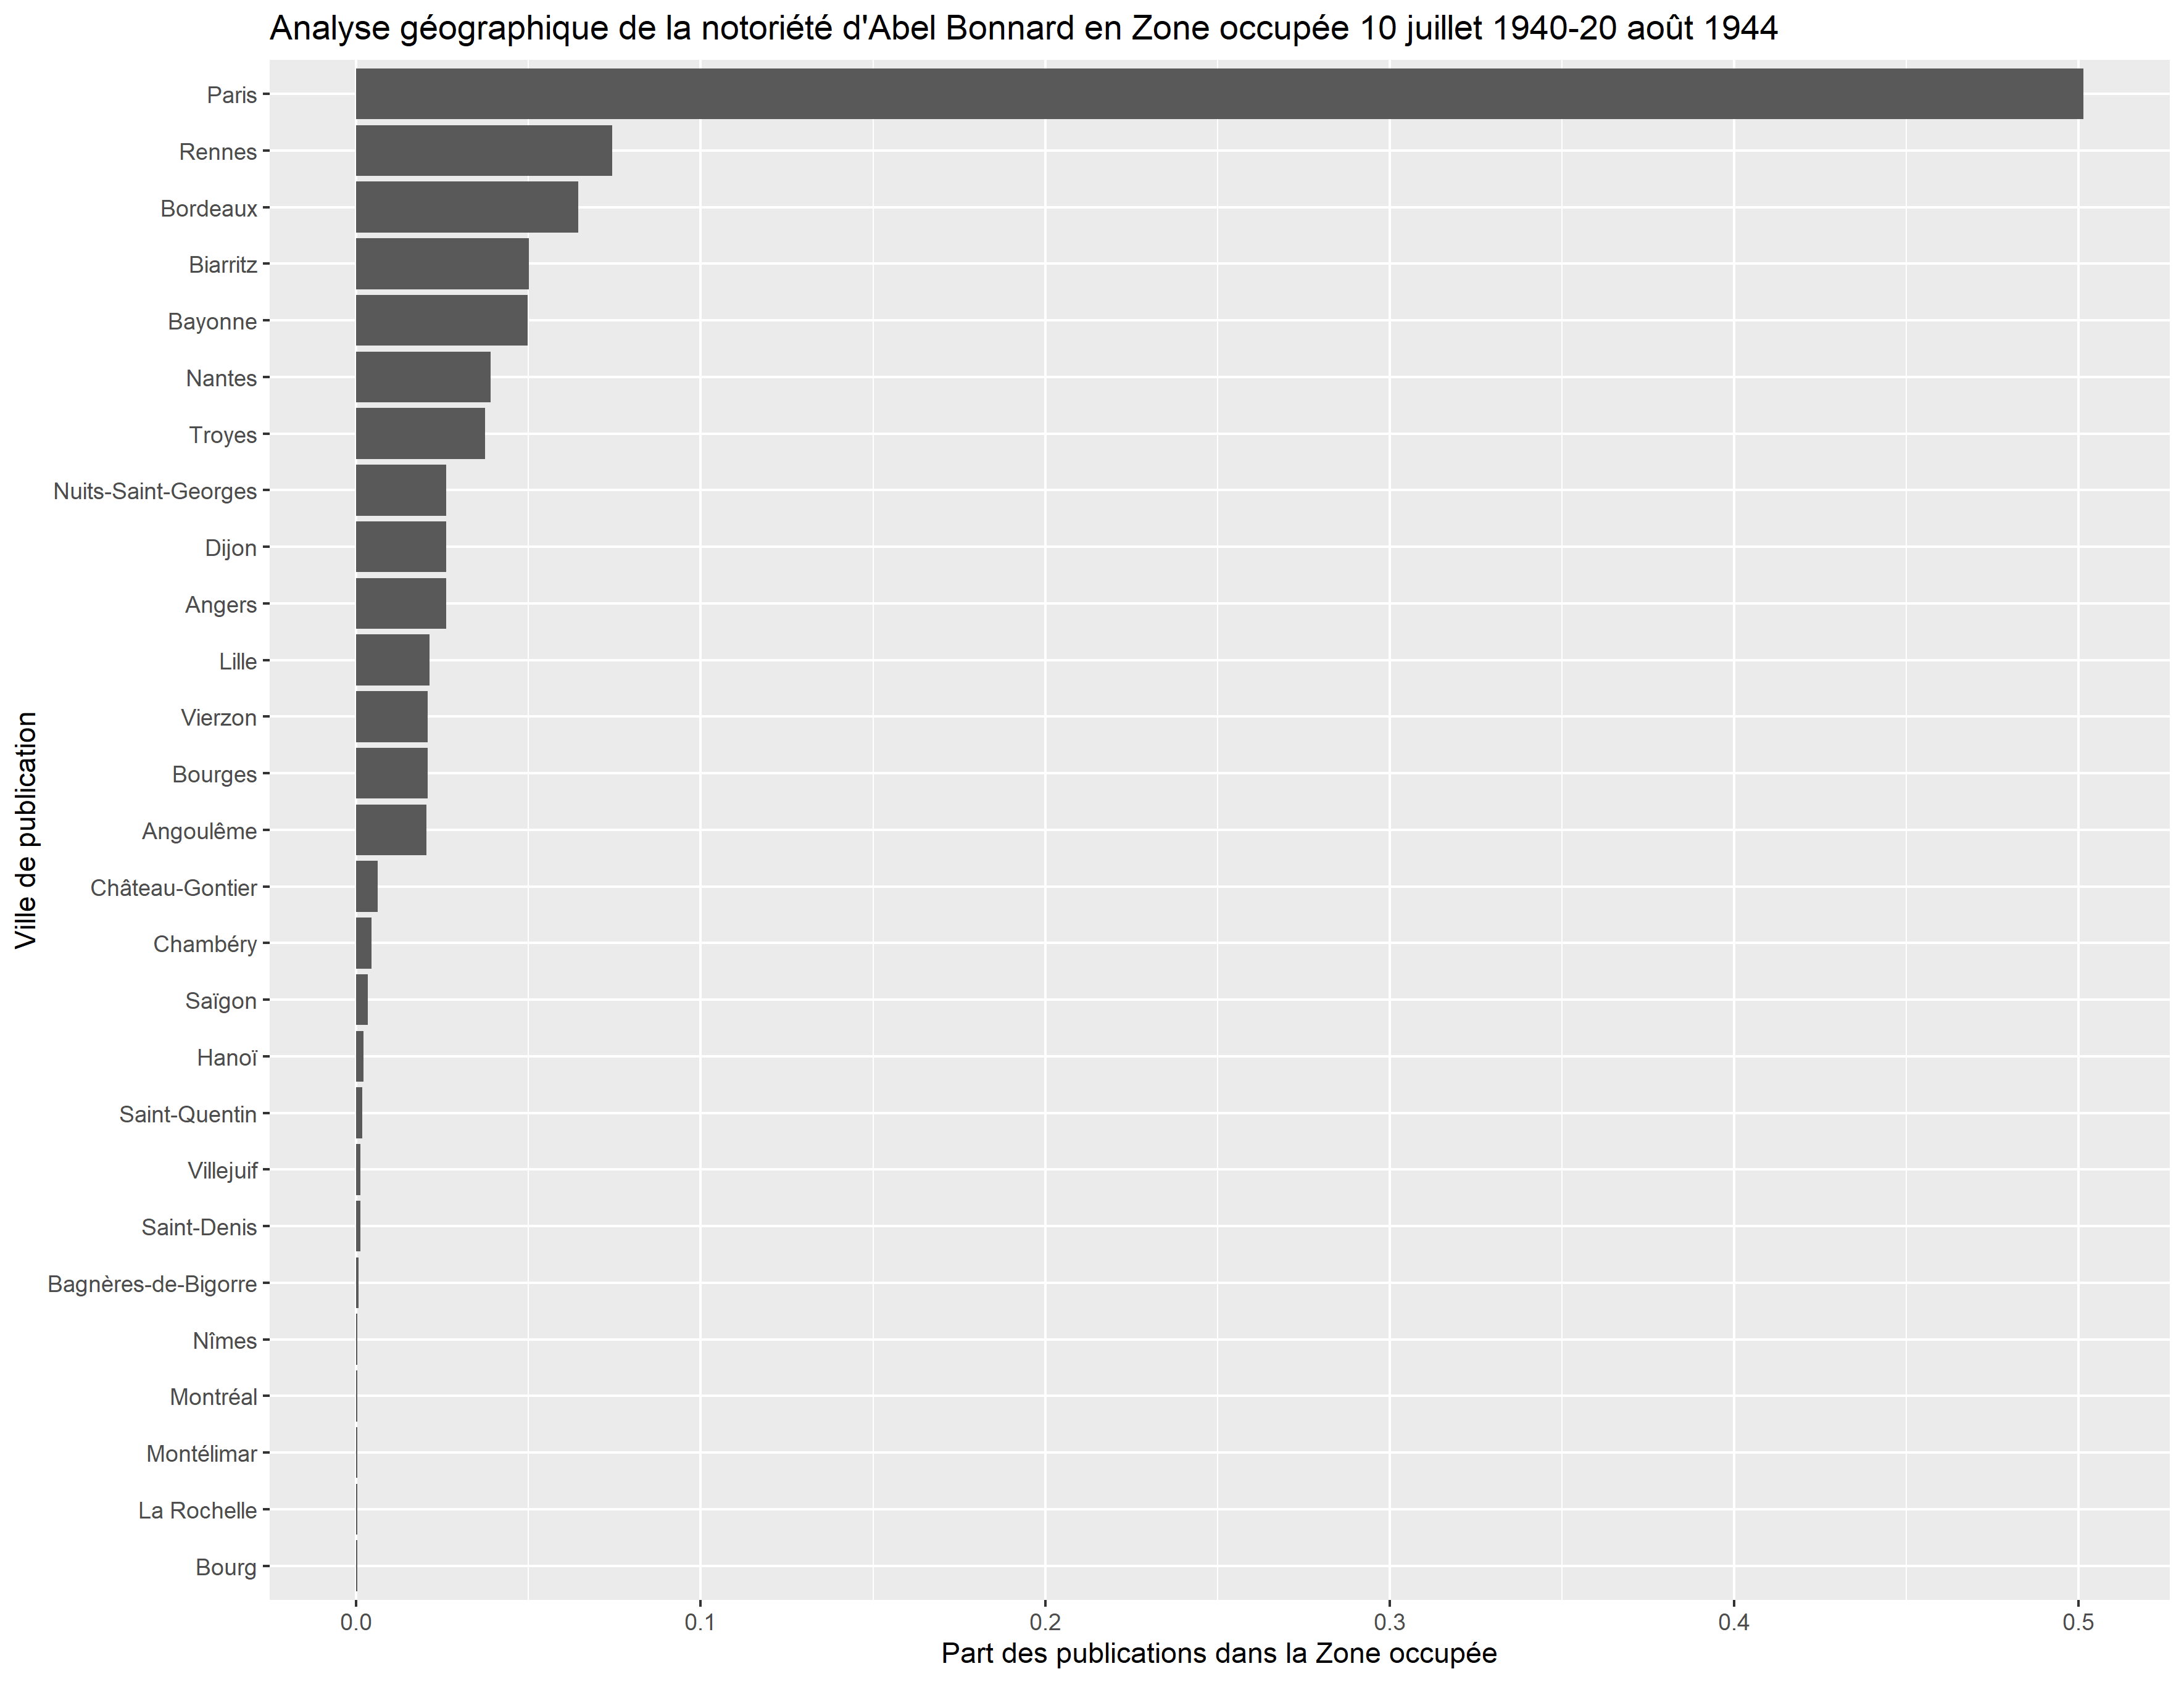 Analyse géographique de la notoriété d'Abel Bonnard en Zone occupée 10 juillet 1940-20 août 1944
Ville de publication
Paris
Rennes
Bordeaux
Biarritz
Bayonne
Nantes
Troyes
Nuits-Saint-Georges
Dijon
Angers
Lille
Vierzon
Bourges
Angoulême
Château-Gontier
Chambéry
Saïgon
Hanoï
Saint-Quentin
Villejuif
Saint-Denis
Bagnères-de-Bigorre
Nîmes
Montréal
Montélimar
La Rochelle
Bourg
0.0 0.1 0.2 0.3 0.4 0.5
Part des publications dans la Zone occupée